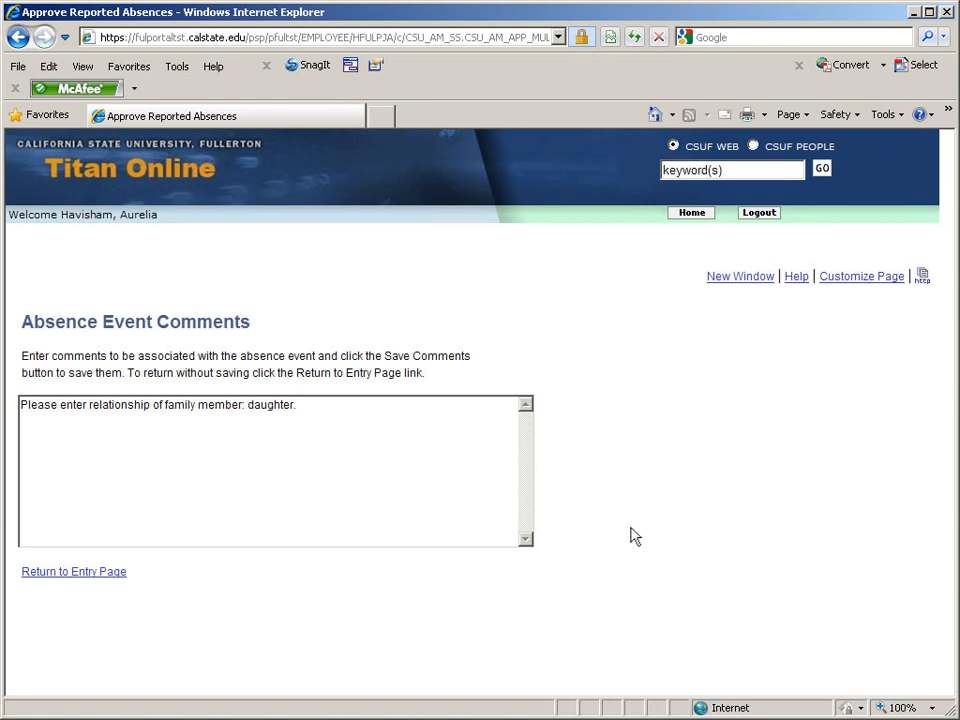 Approve Reported Absences - Windows Internet Explorer
https://fulportaltst.calstate.edu/psp/pfultst/EMPLOYEE/HFULPJA/c/CSU_AM_SS.CSU_AM_APP_MUL
Google
File Edit View Favorites Tools Help x SnagIt x Convert Select
x McAfee
Favorites Approve Reported Absences Page Safety Tools »
CALIFORNIA STATE UNIVERSITY, FULLERTON
Titan Online
CSUF WEB CSUF PEOPLE
keyword(s) GO
Welcome Havisham, Aurelia Home Logout
New Window | Help | Customize Page | http
Absence Event Comments
Enter comments to be associated with the absence event and click the Save Comments
button to save them. To return without saving click the Return to Entry Page link.
Please enter relationship of family member: daughter.
Return to Entry Page
Internet 100%